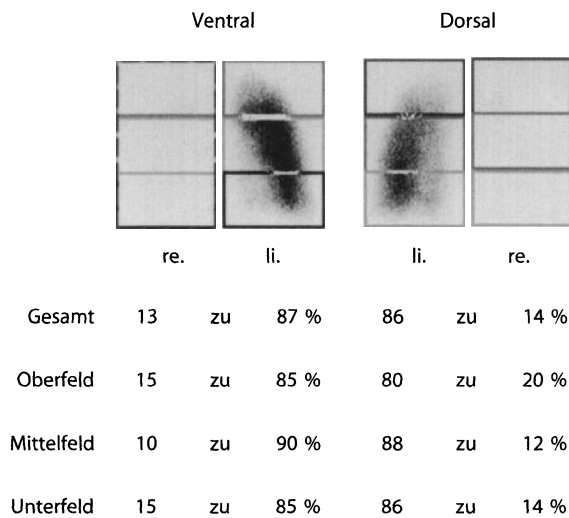 Ventral Dorsal
re. li. li. re.
Gesamt 13 zu 87 % 86 zu 14 %
Oberfeld 15 zu 85 % 80 zu 20 %
Mittelfeld 10 zu 90 % 88 zu 12 %
Unterfeld 15 zu 85 % 86 zu 14 %